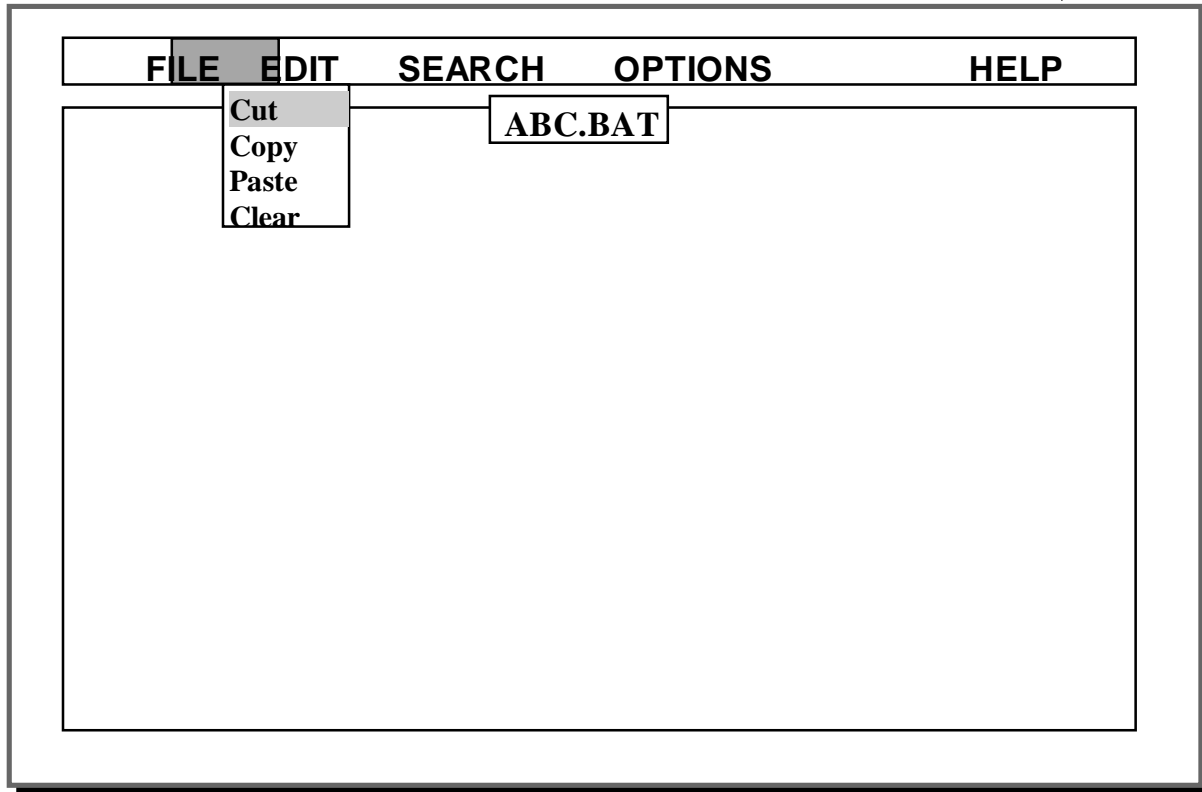 FILE EDIT SEARCH OPTIONS HELP
ABC.BAT
Cut
Copy
Paste
Clear